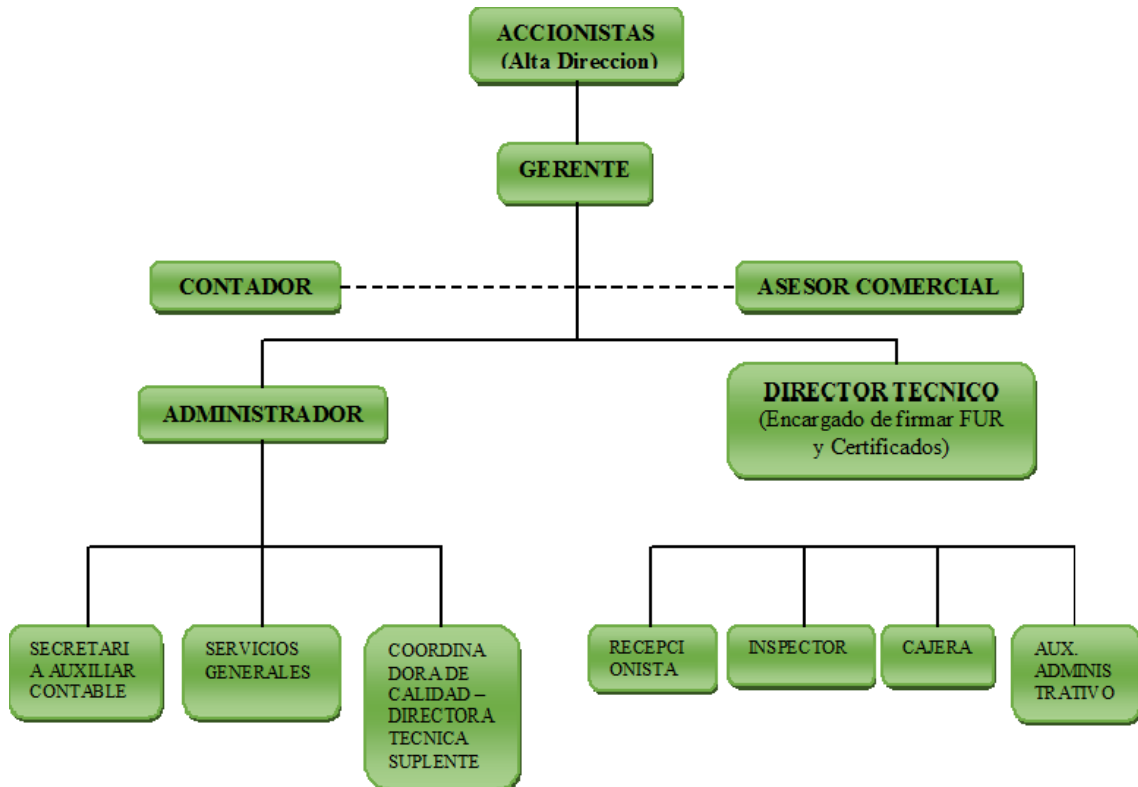 ACCIONISTAS
(Alta Direccion)
GERENTE
CONTADOR
ASESOR COMERCIAL
ADMINISTRADOR
DIRECTOR TECNICO
(Encargado de firmar FUR
y Certificados)
SECRETARI
A AUXILIAR
CONTABLE
SERVICIOS
GENERALES
COORDINA
DORA DE
CALIDAD –
DIRECTORA
TECNICA
SUPLENTE
RECEPCI
ONISTA
INSPECTOR
CAJERA
AUX.
ADMINIS
TRATIVO